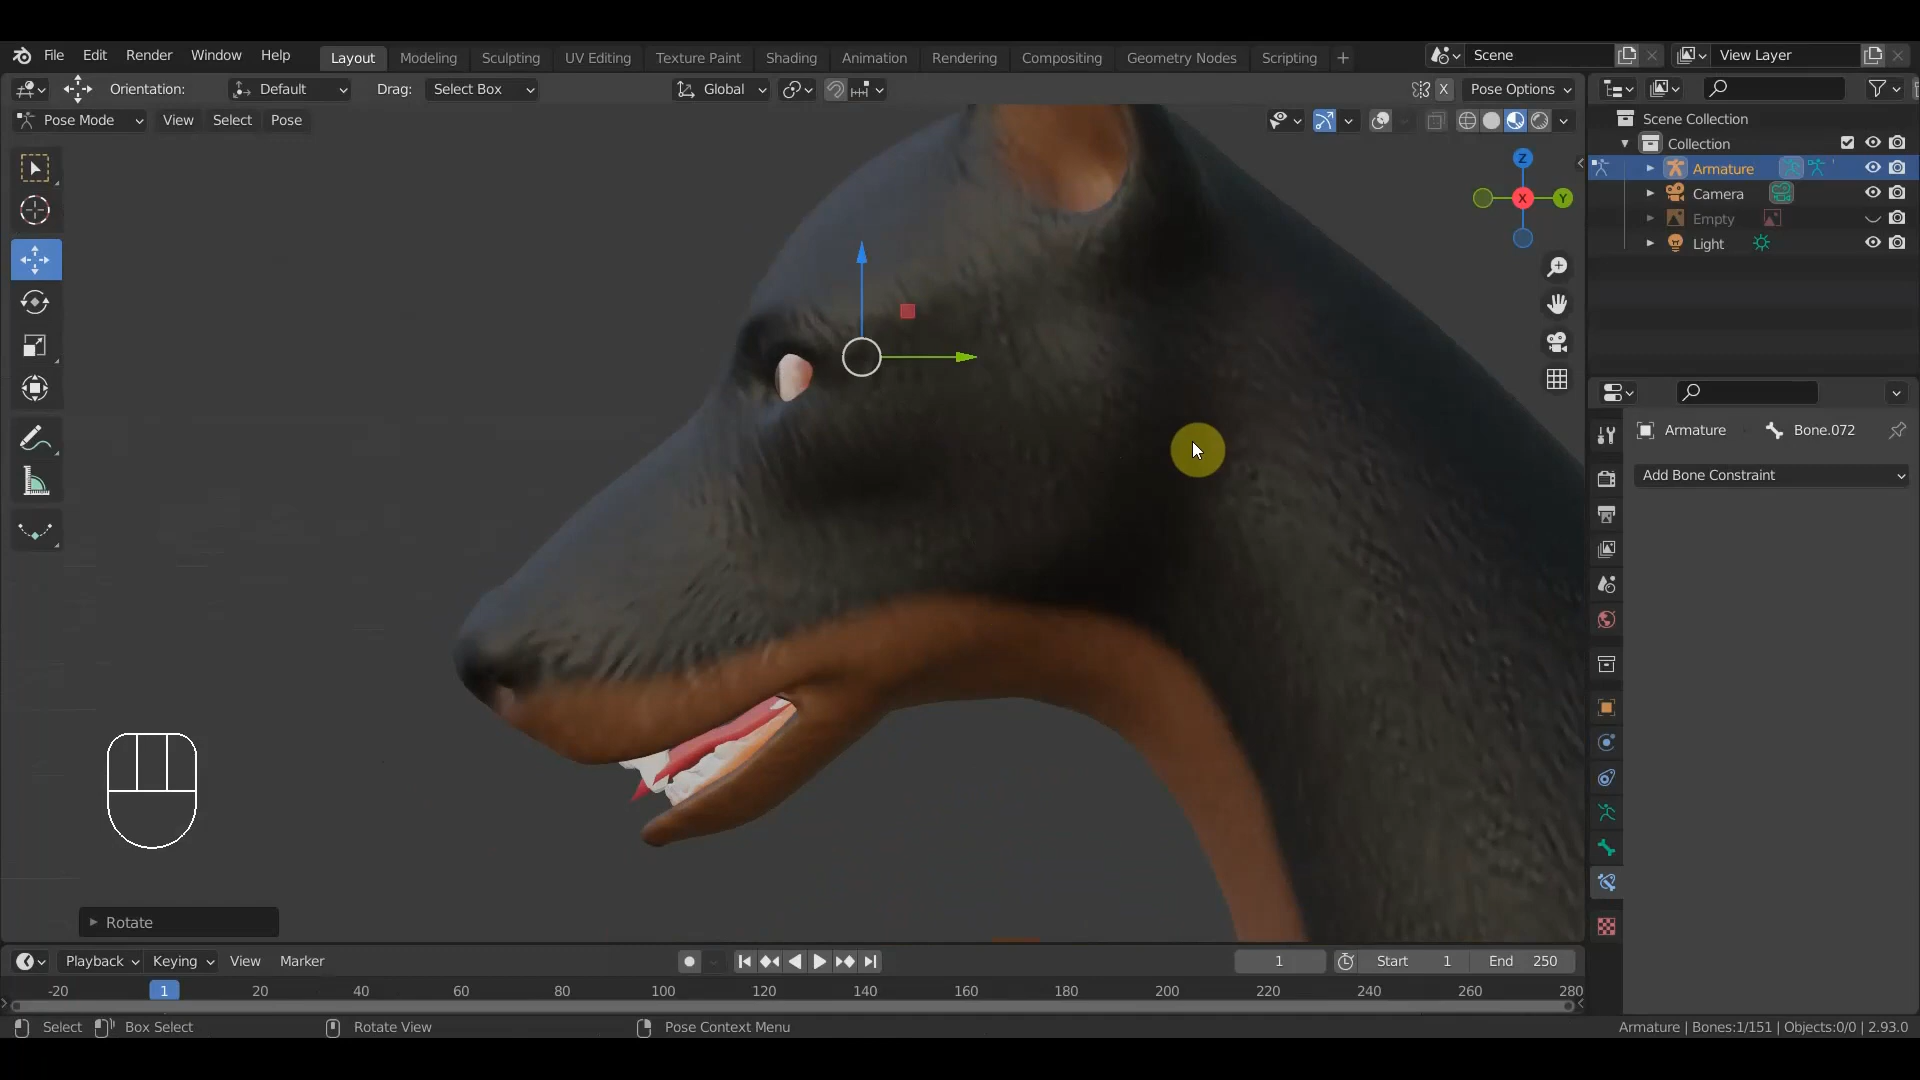 File Edit Render Window Help Layout Modeling Sculpting UV Editing Texture Paint Shading Animation Rendering Compositing Geometry Nodes Scripting + Scene View Layer
Orientation: Default Drag: Select Box Global X Pose Options
Pose Mode View Select Pose
Scene Collection
Collection
Armature
Camera
Empty
Light
Z
X
Y
Armature Bone.072
Add Bone Constraint
Rotate
Playback Keying View Marker 1 Start 1 End 250
-20 1 20 40 60 80 100 120 140 160 180 200 220 240 260 280
Select Box Select Rotate View Pose Context Menu Armature | Bones:1/151 | Objects:0/0 | 2.93.0